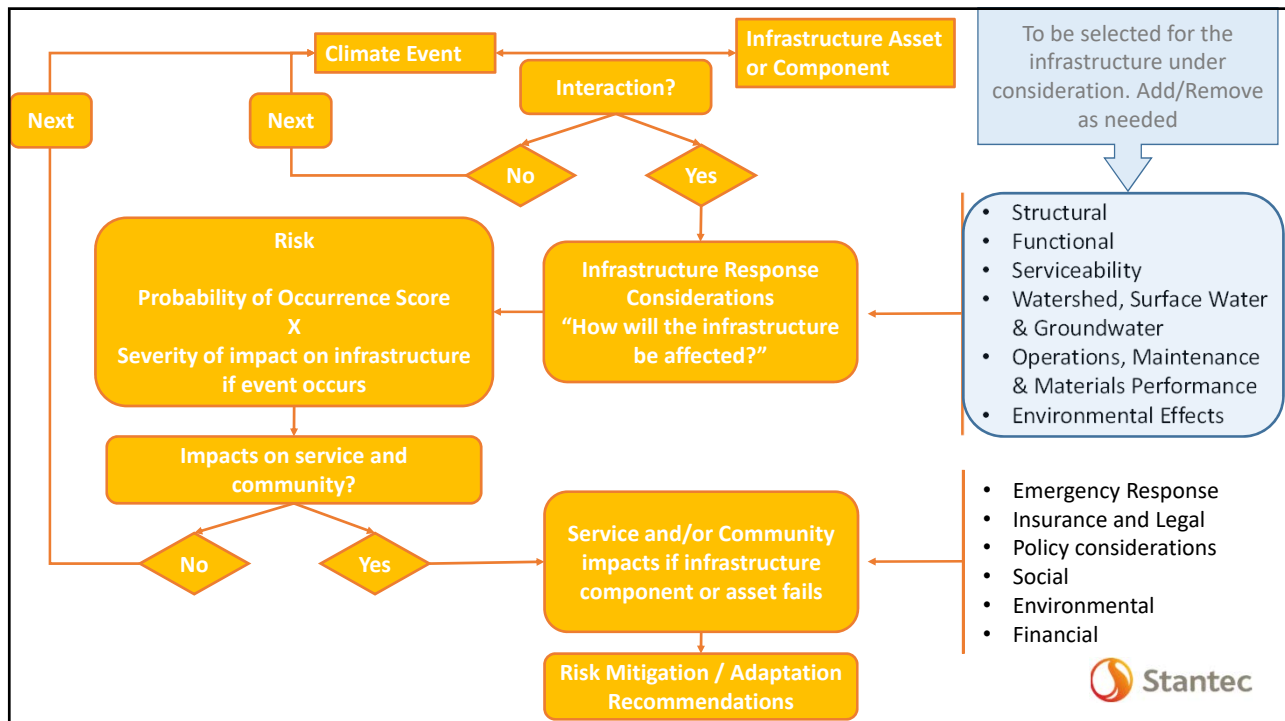 Climate Event
Infrastructure Asset
or Component
To be selected for the
infrastructure under
consideration. Add/Remove
as needed
Interaction?
Next
Next
No
Yes
Risk
Probability of Occurrence Score
X
Severity of impact on infrastructure
if event occurs
Infrastructure Response
Considerations
“How will the infrastructure
be affected?”
• Structural
• Functional
• Serviceability
• Watershed, Surface Water
& Groundwater
• Operations, Maintenance
& Materials Performance
• Environmental Effects
Impacts on service and
community?
No
Yes
Service and/or Community
impacts if infrastructure
component or asset fails
• Emergency Response
• Insurance and Legal
• Policy considerations
• Social
• Environmental
• Financial
Risk Mitigation / Adaptation
Recommendations
Stantec